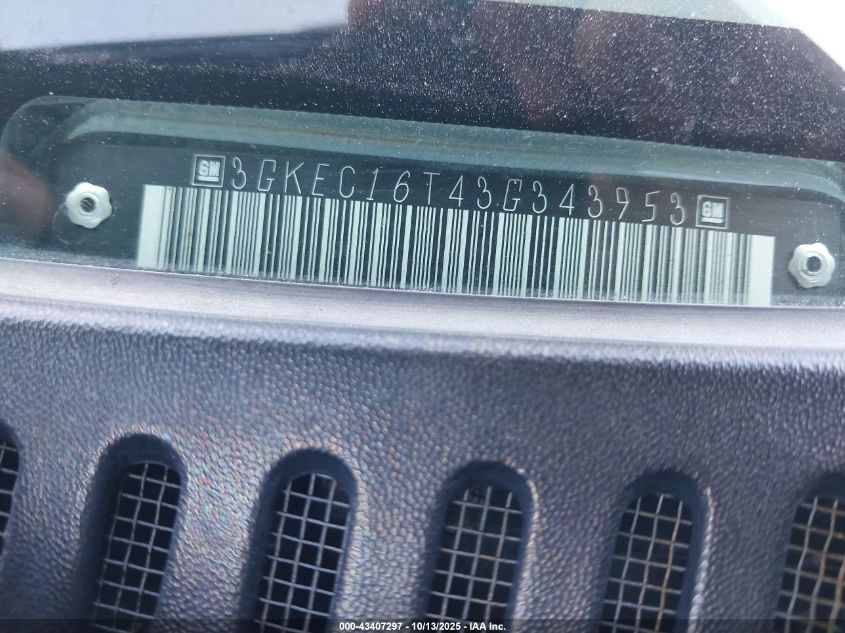 GM 3GKEC16T43G343953 GM
000-43407297 - 10/13/2025 - IAA Inc.